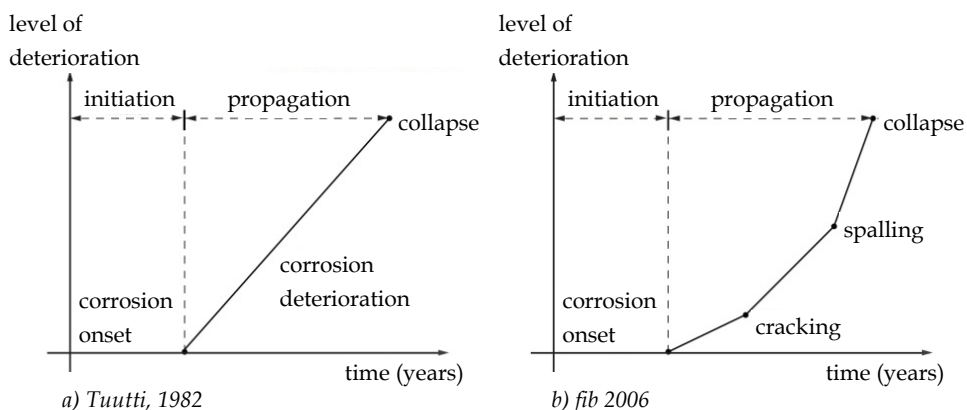 level of
deterioration
initiation
propagation
collapse
corrosion
deterioration
corrosion
onset
time (years)
a) Tuutti, 1982
level of
deterioration
initiation
propagation
collapse
spalling
corrosion
onset
cracking
time (years)
b) fib 2006